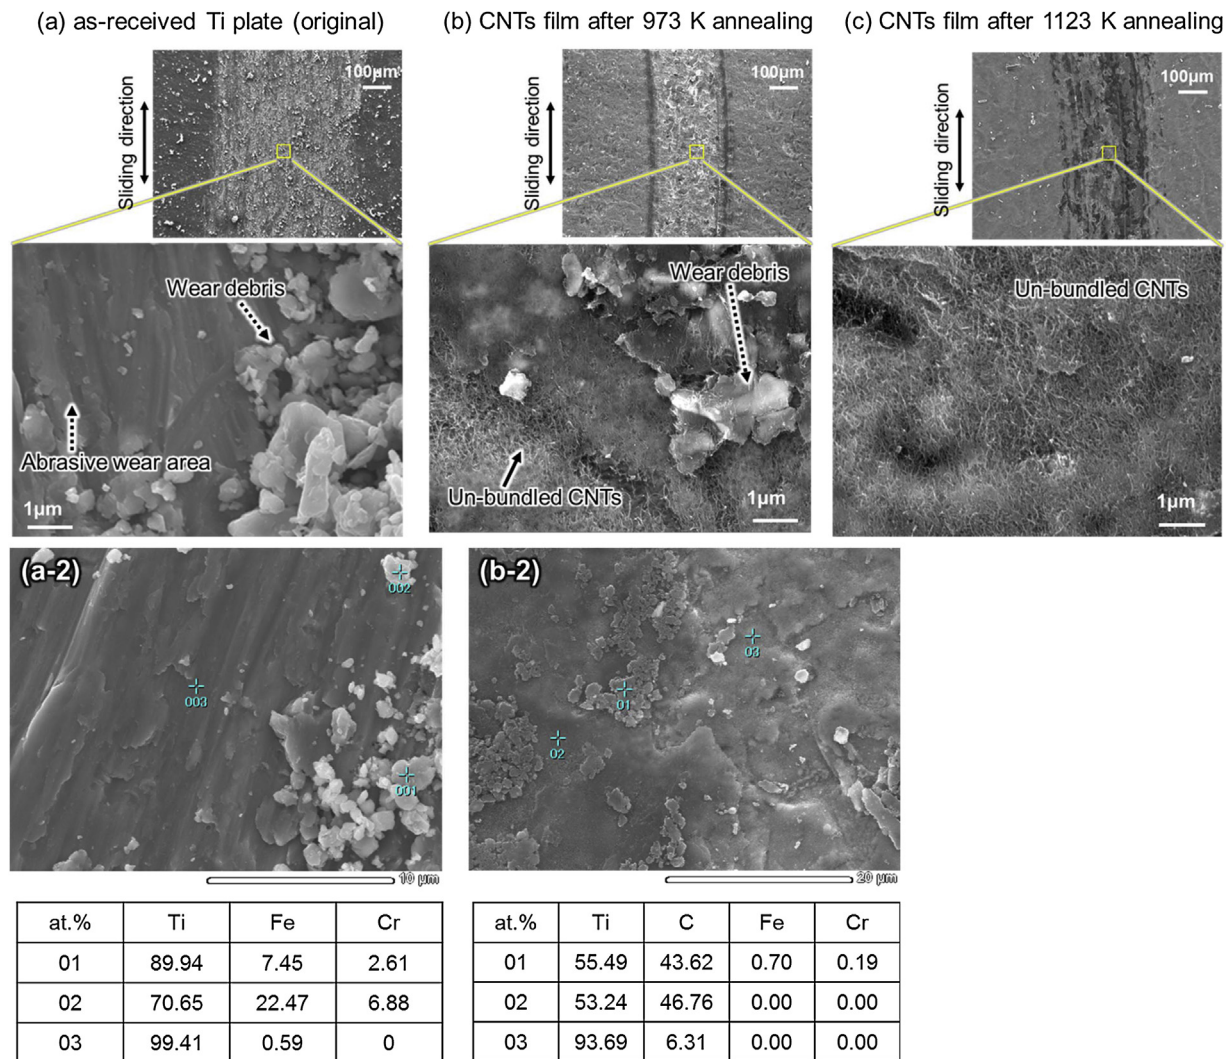 (a) as-received Ti plate (original)
(b) CNTs film after 973 K annealing
(c) CNTs film after 1123 K annealing
Sliding direction
100μm
Sliding direction
100μm
Sliding direction
100μm
Wear debris
Abrasive wear area
1μm
Wear debris
Un-bundled CNTs
1μm
Un-bundled CNTs
1μm
(a-2)
002
003
001
10 μm
(b-2)
03
01
02
20 μm
at.% Ti Fe Cr
01 89.94 7.45 2.61
02 70.65 22.47 6.88
03 99.41 0.59 0
at.% Ti C Fe Cr
01 55.49 43.62 0.70 0.19
02 53.24 46.76 0.00 0.00
03 93.69 6.31 0.00 0.00